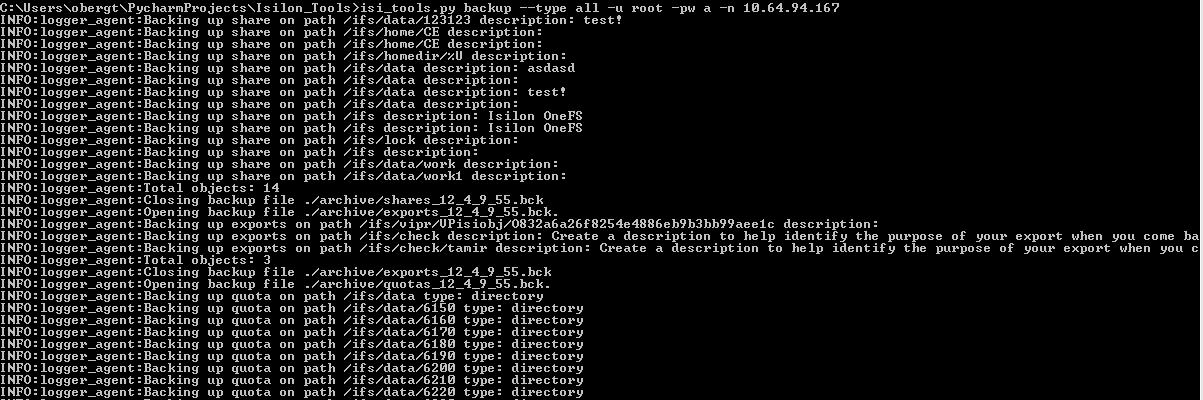 C:\Users\obergt\PycharmProjects\Isilon_Tools>isi_tools.py backup --type all -u root -pw a -n 10.64.94.167
INFO:logger_agent:Backing up share on path /ifs/data/123123 description: test!
INFO:logger_agent:Backing up share on path /ifs/home/CE description:
INFO:logger_agent:Backing up share on path /ifs/home/CE description:
INFO:logger_agent:Backing up share on path /ifs/homedir/%U description:
INFO:logger_agent:Backing up share on path /ifs/data description: asdasd
INFO:logger_agent:Backing up share on path /ifs/data description:
INFO:logger_agent:Backing up share on path /ifs/data description: test!
INFO:logger_agent:Backing up share on path /ifs/data description:
INFO:logger_agent:Backing up share on path /ifs description: Isilon OneFS
INFO:logger_agent:Backing up share on path /ifs description: Isilon OneFS
INFO:logger_agent:Backing up share on path /ifs/lock description:
INFO:logger_agent:Backing up share on path /ifs description:
INFO:logger_agent:Backing up share on path /ifs/data/work description:
INFO:logger_agent:Backing up share on path /ifs/data/work1 description:
INFO:logger_agent:Total objects: 14
INFO:logger_agent:Closing backup file ./archive/shares_12_4_9_55.bck
INFO:logger_agent:Opening backup file ./archive/exports_12_4_9_55.bck.
INFO:logger_agent:Backing up exports on path /ifs/vipr/VPisiobj/0832a6a26f8254e4886eb9b3bb99aee1c description:
INFO:logger_agent:Backing up exports on path /ifs/check description: Create a description to help identify the purpose of your export when you come ba
INFO:logger_agent:Backing up exports on path /ifs/check/tamir description: Create a description to help identify the purpose of your export when you c
INFO:logger_agent:Total objects: 3
INFO:logger_agent:Closing backup file ./archive/exports_12_4_9_55.bck
INFO:logger_agent:Opening backup file ./archive/quotas_12_4_9_55.bck.
INFO:logger_agent:Backing up quota on path /ifs/data type: directory
INFO:logger_agent:Backing up quota on path /ifs/data/6150 type: directory
INFO:logger_agent:Backing up quota on path /ifs/data/6160 type: directory
INFO:logger_agent:Backing up quota on path /ifs/data/6170 type: directory
INFO:logger_agent:Backing up quota on path /ifs/data/6180 type: directory
INFO:logger_agent:Backing up quota on path /ifs/data/6190 type: directory
INFO:logger_agent:Backing up quota on path /ifs/data/6200 type: directory
INFO:logger_agent:Backing up quota on path /ifs/data/6210 type: directory
INFO:logger_agent:Backing up quota on path /ifs/data/6220 type: directory